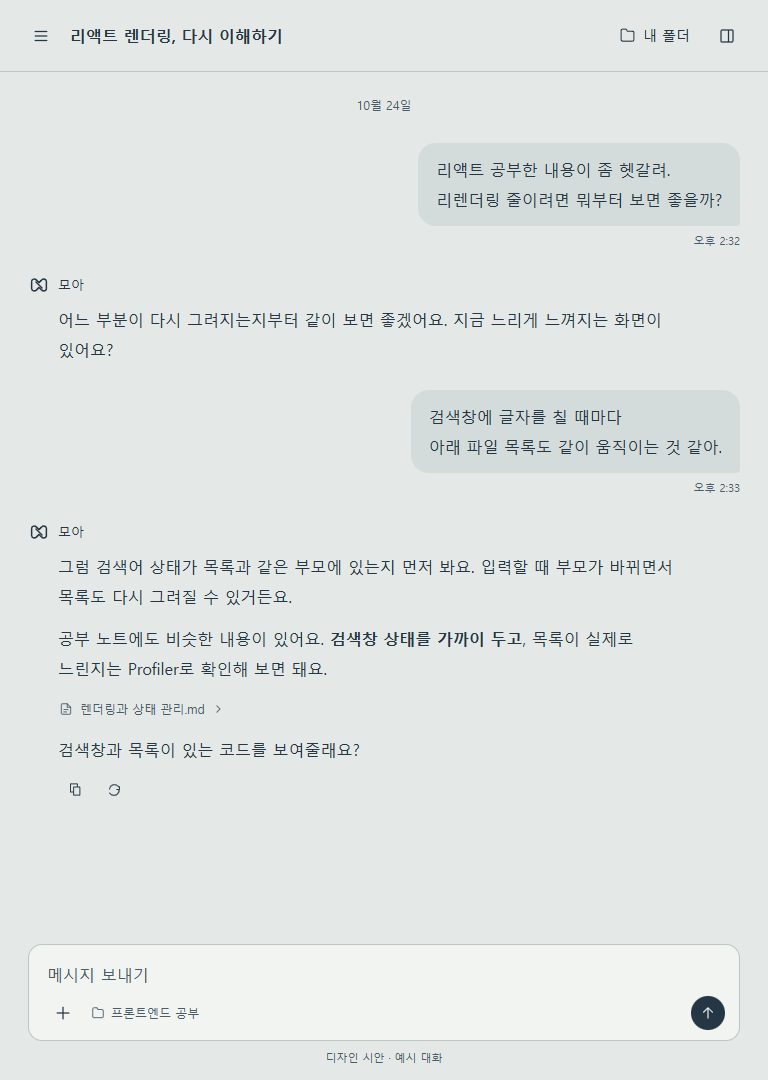 리액트 렌더링, 다시 이해하기
내 폴더
10월 24일
리액트 공부한 내용이 좀 헷갈려.
리렌더링 줄이려면 뭐부터 보면 좋을까?
오후 2:32
모아
어느 부분이 다시 그려지는지부터 같이 보면 좋겠어요. 지금 느리게 느껴지는 화면이
있어요?
검색창에 글자를 칠 때마다
아래 파일 목록도 같이 움직이는 것 같아.
오후 2:33
모아
그럼 검색어 상태가 목록과 같은 부모에 있는지 먼저 봐요. 입력할 때 부모가 바뀌면서
목록도 다시 그려질 수 있거든요.
공부 노트에도 비슷한 내용이 있어요. 검색창 상태를 가까이 두고, 목록이 실제로
느린지는 Profiler로 확인해 보면 돼요.
렌더링과 상태 관리.md
검색창과 목록이 있는 코드를 보여줄래요?
메시지 보내기
프론트엔드 공부
디자인 시안 · 예시 대화